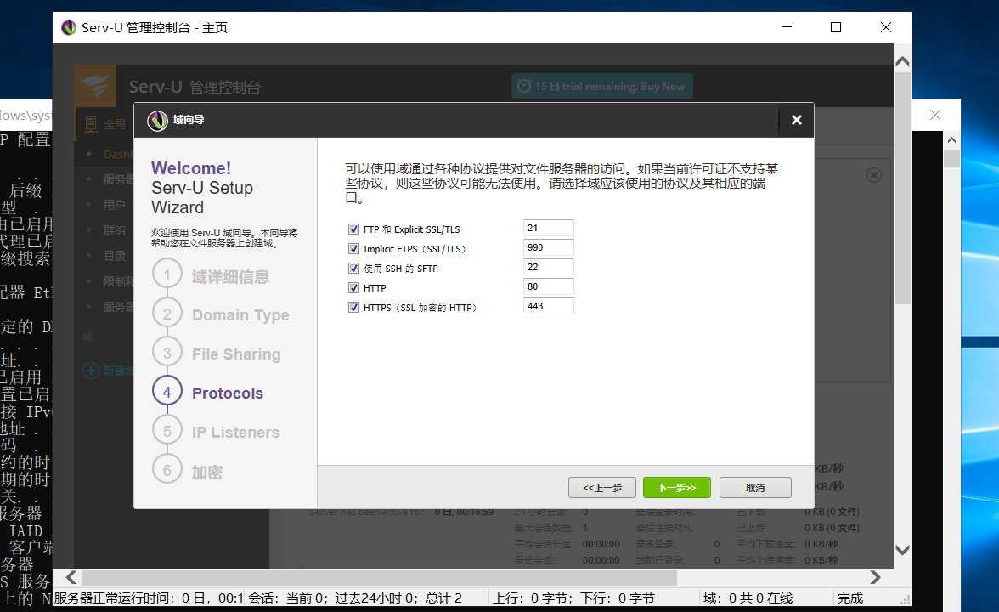 Serv-U 管理控制台 - 主页
Serv-U 管理控制台
15 日 trial remaining. Buy Now
lows\sys
P 配置
后缀
型 . .
由已启用
代理已启
缀搜索
配器 Et
定的 D
. . . .
址. . .
已启用
置已启
接 IPv
地址 . .
码 . .
约的时
期的时
关. . .
服务器
IAID
客户端
务器
S 服务
上的 N
全局
Dashb
服务器
用户
群组
目录
限制和
服务器
域
新建域
域向导
Welcome!
Serv-U Setup
Wizard
欢迎使用 Serv-U 域向导。本向导将
帮助您在文件服务器上创建域。
1 域详细信息
2 Domain Type
3 File Sharing
4 Protocols
5 IP Listeners
6 加密
可以使用域通过各种协议提供对文件服务器的访问。如果当前许可证不支持某
些协议，则这些协议可能无法使用。请选择域应该使用的协议及其相应的端
口。
FTP 和 Explicit SSL/TLS 21
Implicit FTPS（SSL/TLS） 990
使用 SSH 的 SFTP 22
HTTP 80
HTTPS（SSL 加密的 HTTP） 443
<<上一步 下一步>> 取消
KB/秒
KB/秒
Server has been active for: 0 日, 00:16:59 24 小时会话: 0 最后登录时间: 已下载: 0 KB (0 文件)
最大会话数量: 1 最后注销时间: 已上传: 0 KB (0 文件)
平均会话长度 00:00:00 最多登录: 0 平均下载速度: 0 KB/秒
最长会话: 00:00:00 当前已登录: 0 平均上传速度: 0 KB/秒
服务器正常运行时间：0 日，00:1 会话：当前 0；过去24小时 0；总计 2 上行：0 字节；下行：0 字节 域：0 共 0 在线 完成